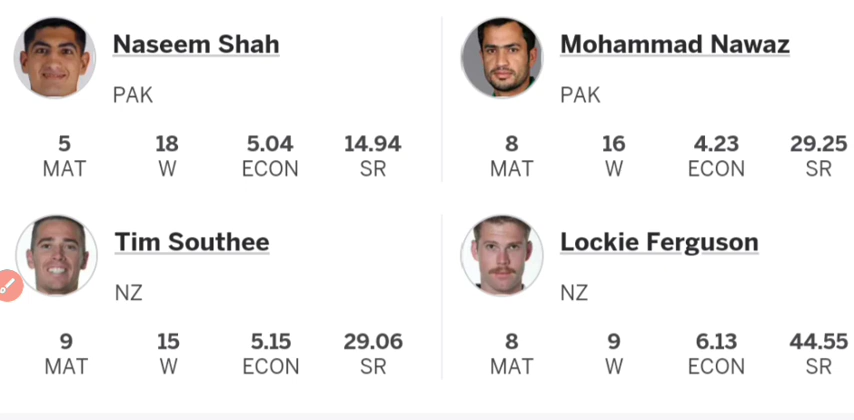 Naseem Shah
PAK
5 18 5.04 14.94
MAT W ECON SR
Mohammad Nawaz
PAK
8 16 4.23 29.25
MAT W ECON SR
Tim Southee
NZ
9 15 5.15 29.06
MAT W ECON SR
Lockie Ferguson
NZ
8 9 6.13 44.55
MAT W ECON SR